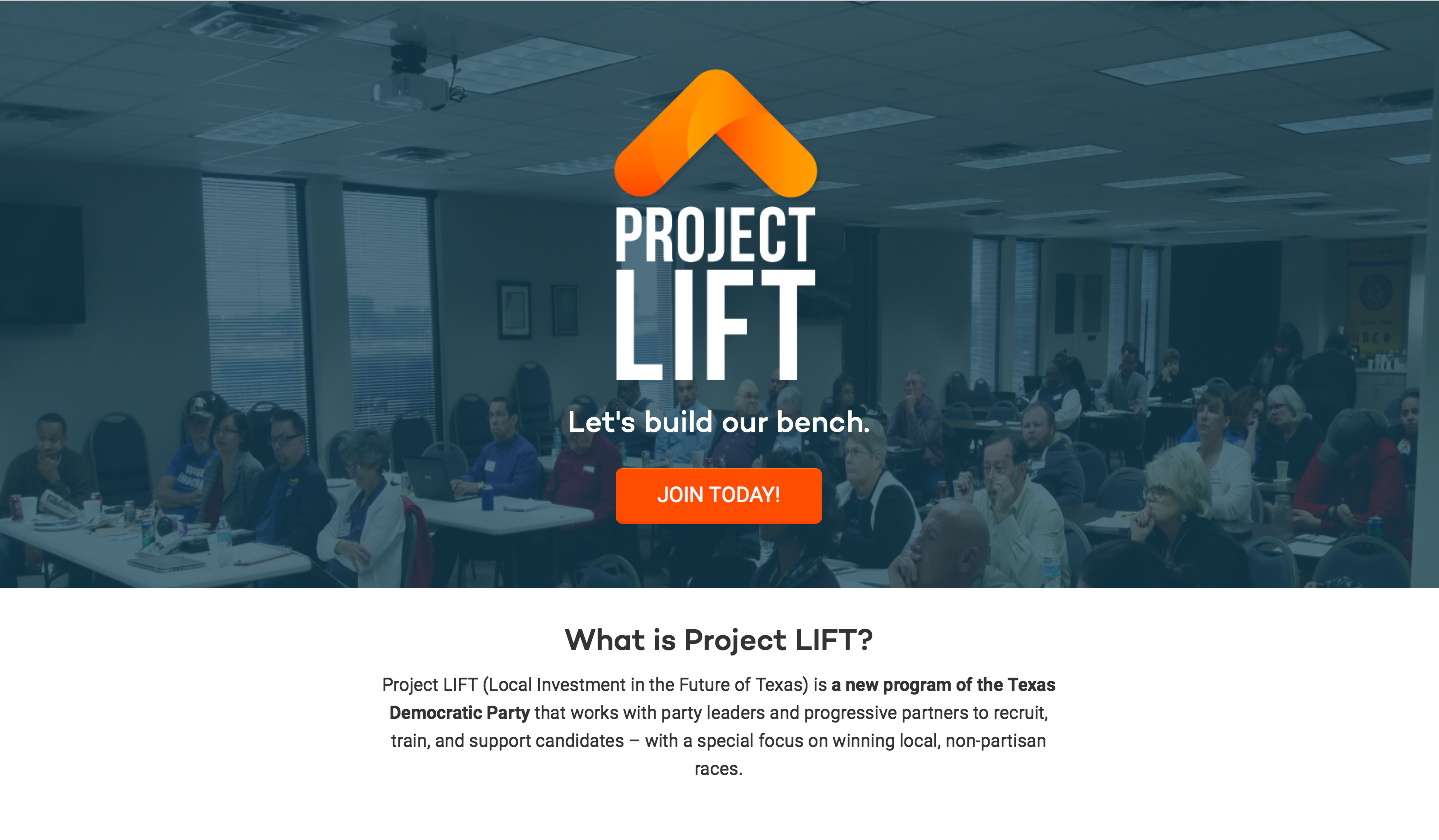 PROJECT
LIFT
Let's build our bench.
JOIN TODAY!
What is Project LIFT?
Project LIFT (Local Investment in the Future of Texas) is a new program of the Texas
Democratic Party that works with party leaders and progressive partners to recruit,
train, and support candidates – with a special focus on winning local, non-partisan
races.